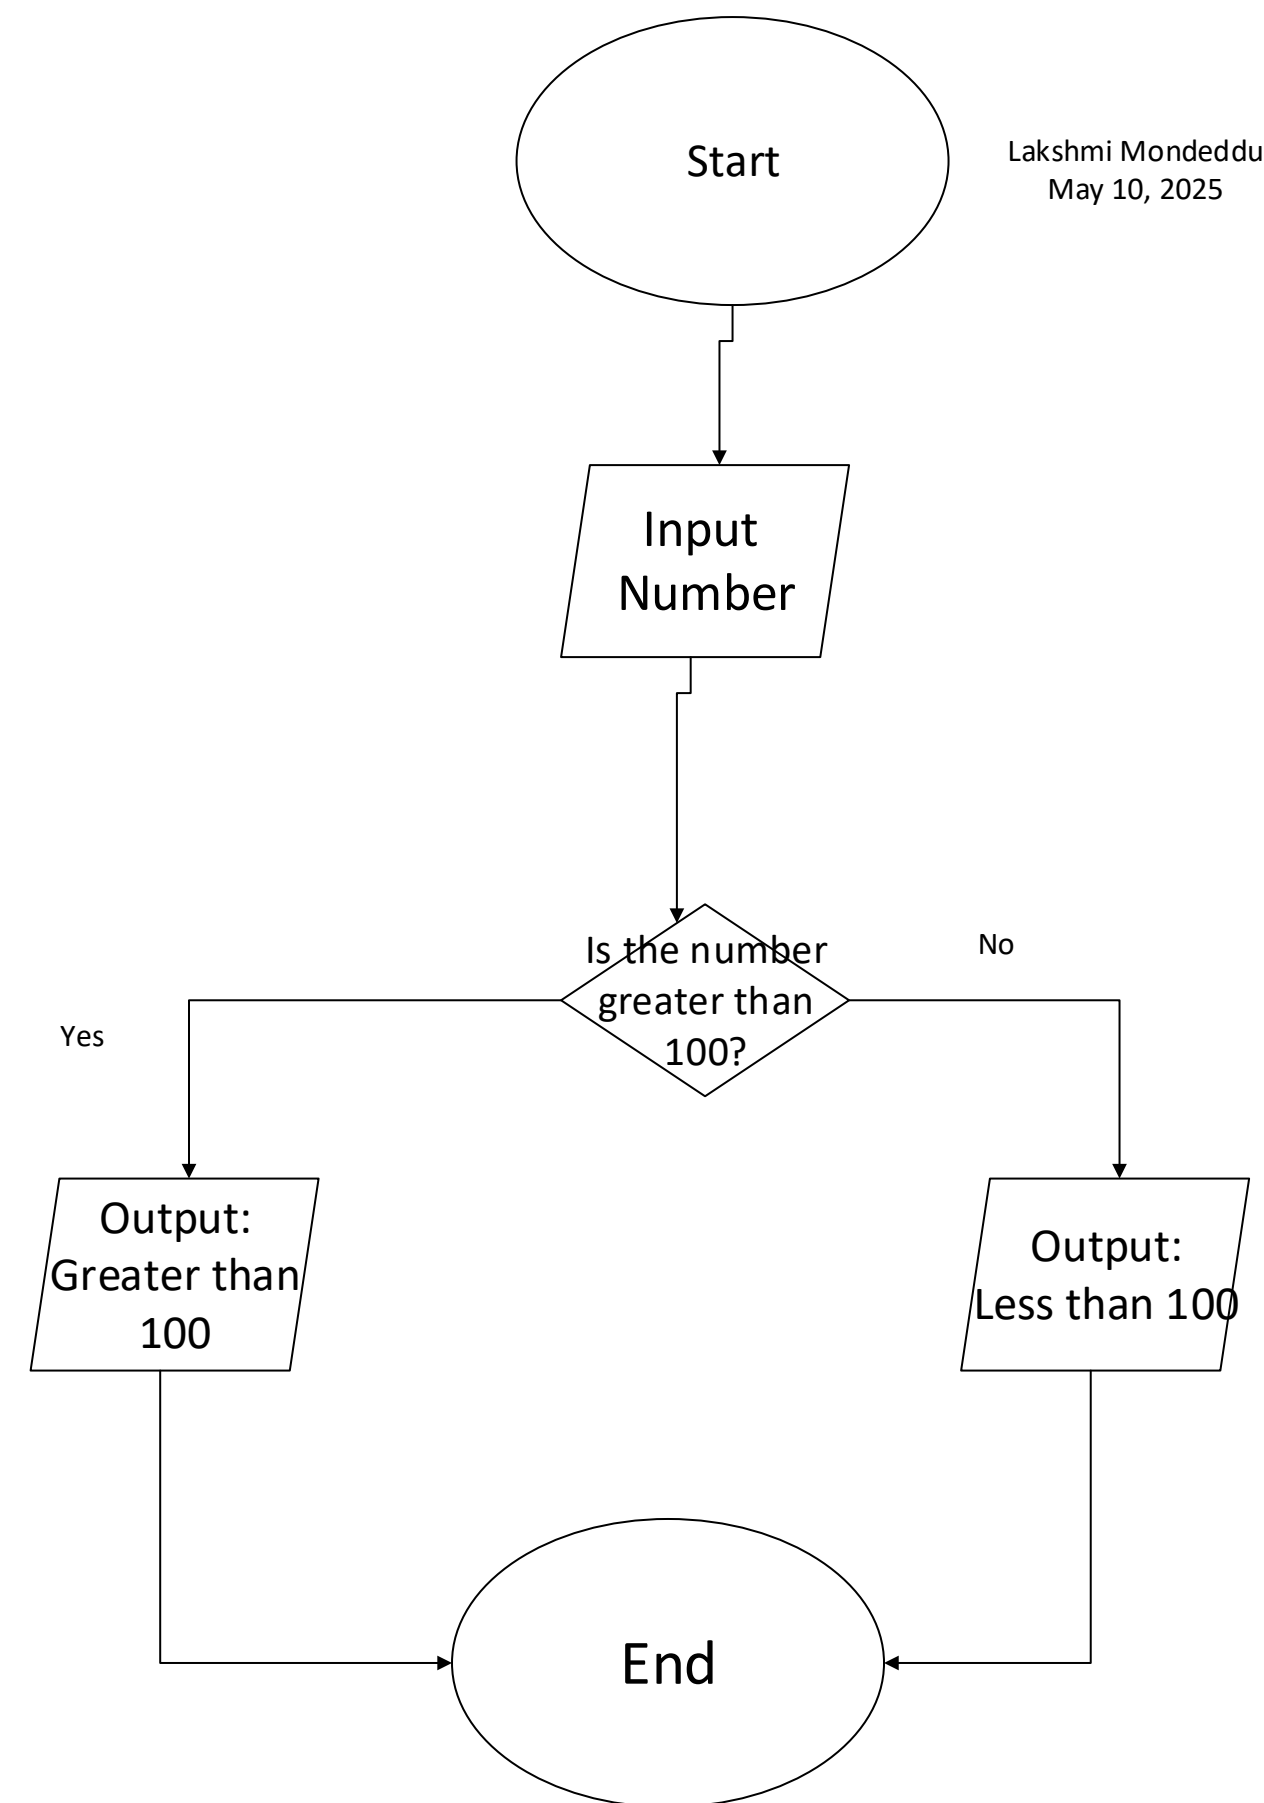 Start
Lakshmi Mondeddu
May 10, 2025
Input
Number
Is the number
greater than
100?
No
Yes
Output:
Greater than
100
Output:
Less than 100
End